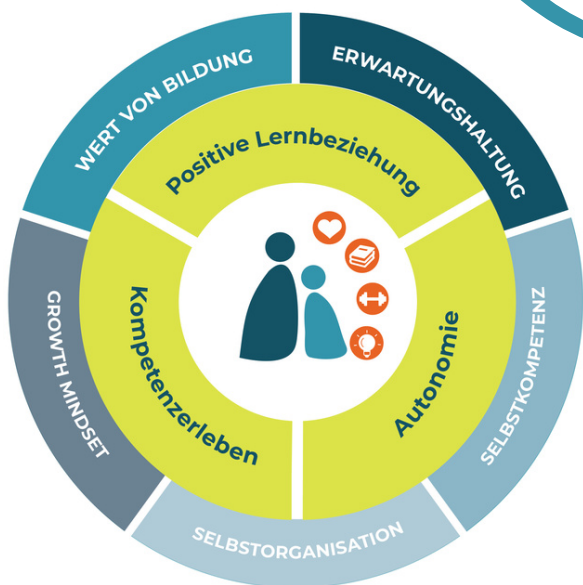 WERT VON BILDUNG
ERWARTUNGSHALTUNG
Positive Lernbeziehung
Kompetenzerleben
Autonomie
GROWTH MINDSET
SELBSTKOMPETENZ
SELBSTORGANISATION